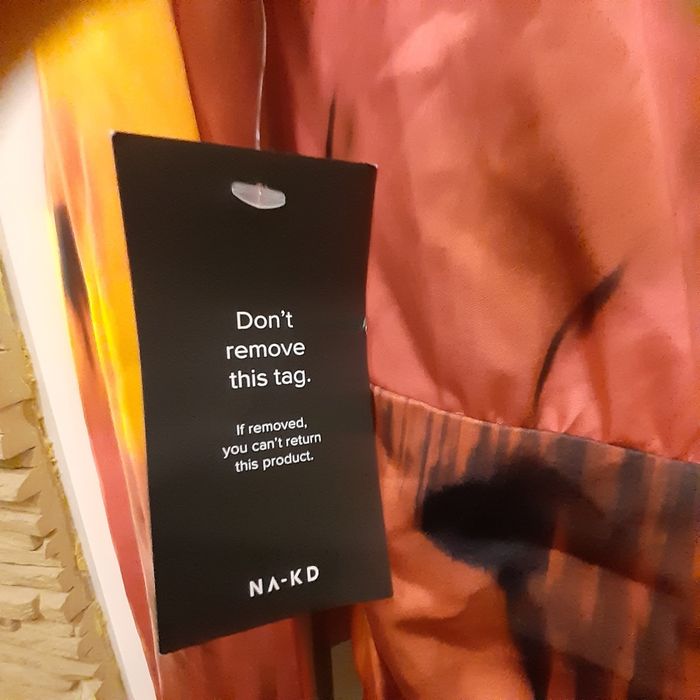 Don't
remove
this tag.
If removed,
you can't return
this product.
NA-KD